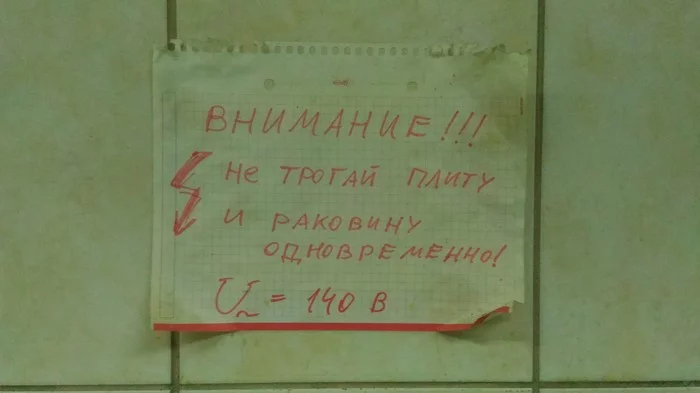 ВНИМАНИЕ!!!
Не ТРОГАЙ ПЛИТУ
И РАКОВИНУ
ОДНОВРЕМЕННО!
U~ = 140 В